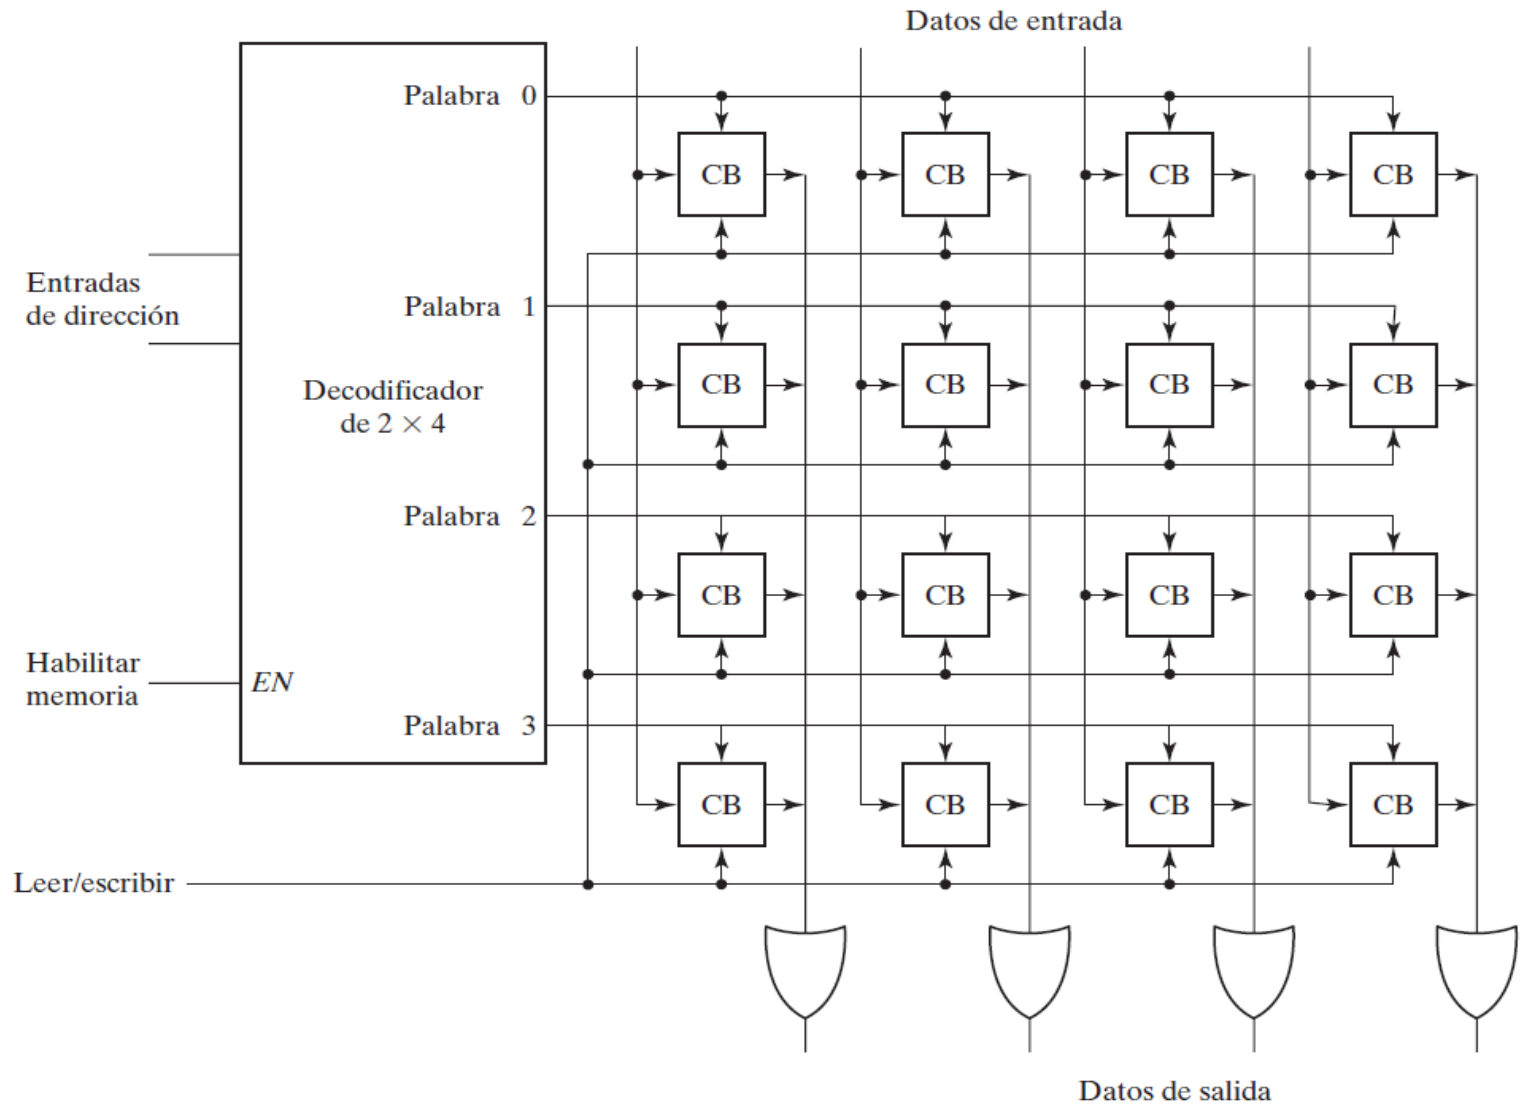 Datos de entrada
Palabra 0
CB CB CB CB
Entradas
de dirección
Palabra 1
Decodificador
de 2 × 4
CB CB CB CB
Palabra 2
CB CB CB CB
Habilitar
memoria
EN
Palabra 3
CB CB CB CB
Leer/escribir
Datos de salida